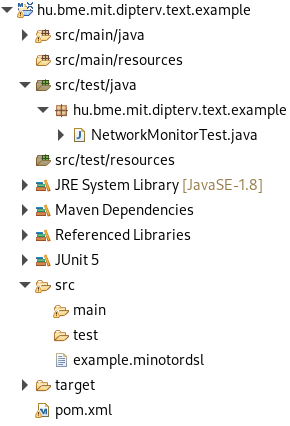 hu.bme.mit.dipterv.text.example
src/main/java
src/main/resources
src/test/java
hu.bme.mit.dipterv.text.example
NetworkMonitorTest.java
src/test/resources
JRE System Library [JavaSE-1.8]
Maven Dependencies
Referenced Libraries
JUnit 5
src
main
test
example.minotordsl
target
pom.xml